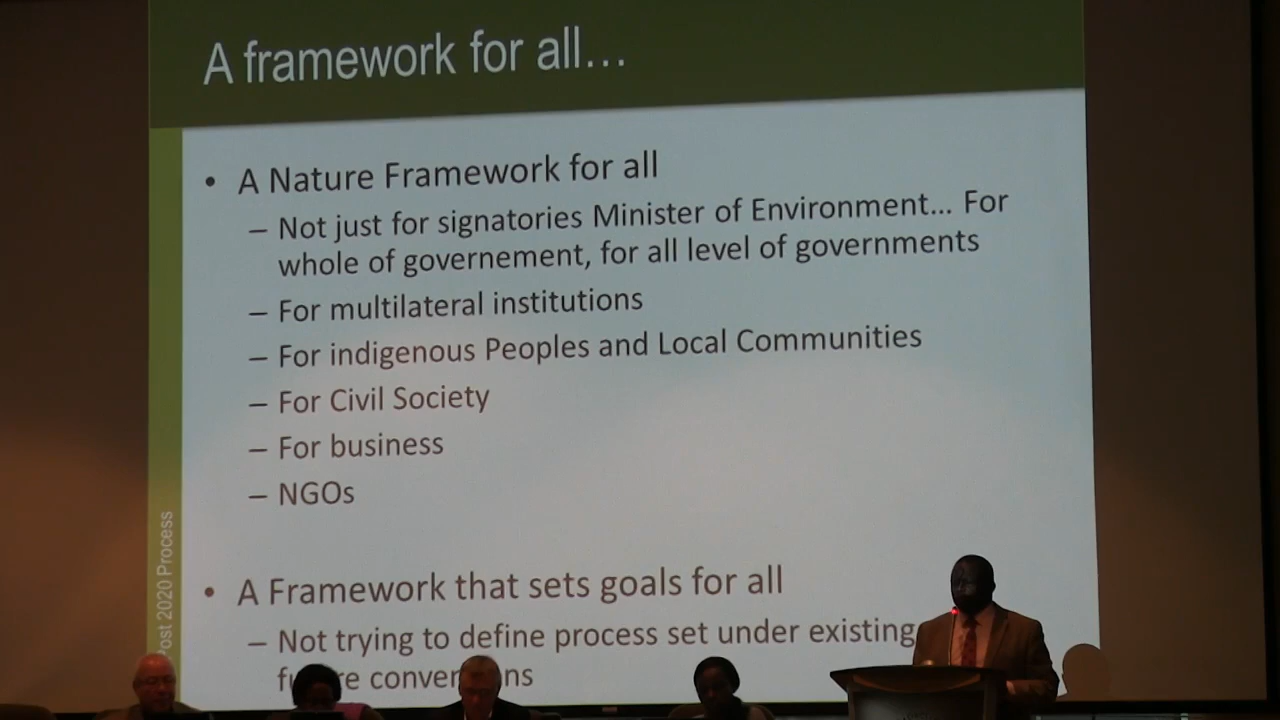 A framework for all...
• A Nature Framework for all
– Not just for signatories Minister of Environment... For
whole of governement, for all level of governments
– For multilateral institutions
– For indigenous Peoples and Local Communities
– For Civil Society
– For business
– NGOs
• A Framework that sets goals for all
– Not trying to define process set under existing
Post 2020 Process